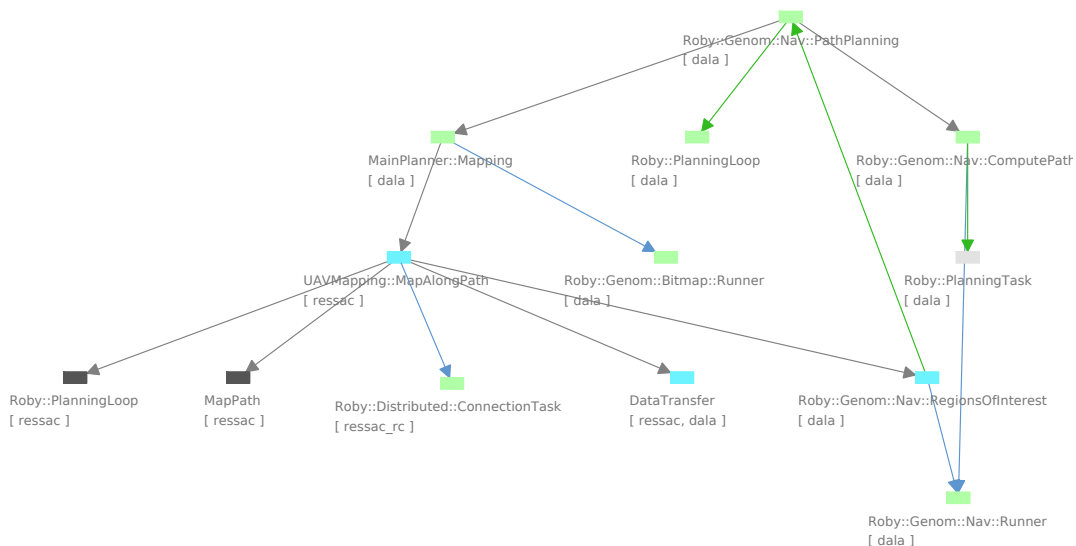 Roby::Genom::Nav::PathPlanning
[ dala ]
MainPlanner::Mapping
[ dala ]
Roby::PlanningLoop
[ dala ]
Roby::Genom::Nav::ComputePath
[ dala ]
UAVMapping::MapAlongPath
[ ressac ]
Roby::Genom::Bitmap::Runner
[ dala ]
Roby::PlanningTask
[ dala ]
Roby::PlanningLoop
[ ressac ]
MapPath
[ ressac ]
Roby::Distributed::ConnectionTask
[ ressac_rc ]
DataTransfer
[ ressac, dala ]
Roby::Genom::Nav::RegionsOfInterest
[ dala ]
Roby::Genom::Nav::Runner
[ dala ]